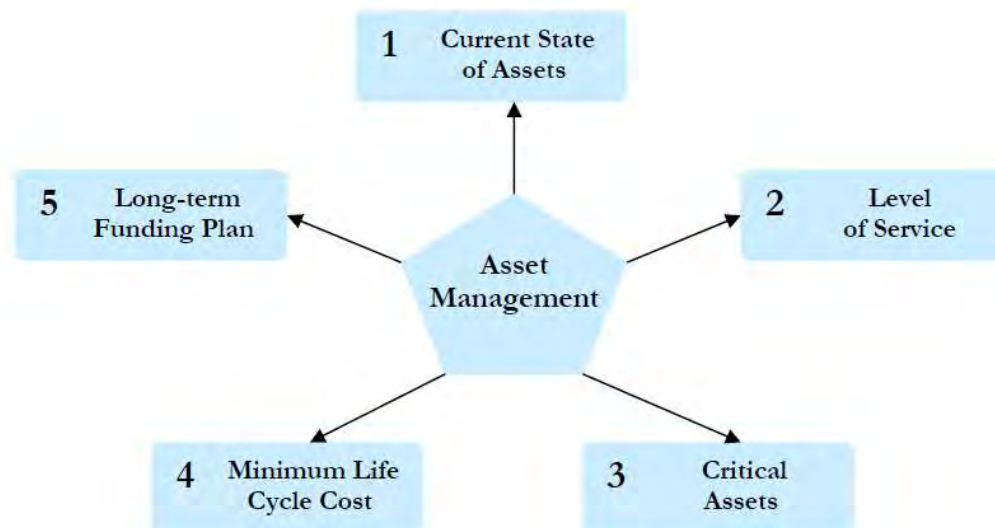 1
Current State
of Assets
5
Long-term
Funding Plan
2
Level
of Service
Asset
Management
4
Minimum Life
Cycle Cost
3
Critical
Assets